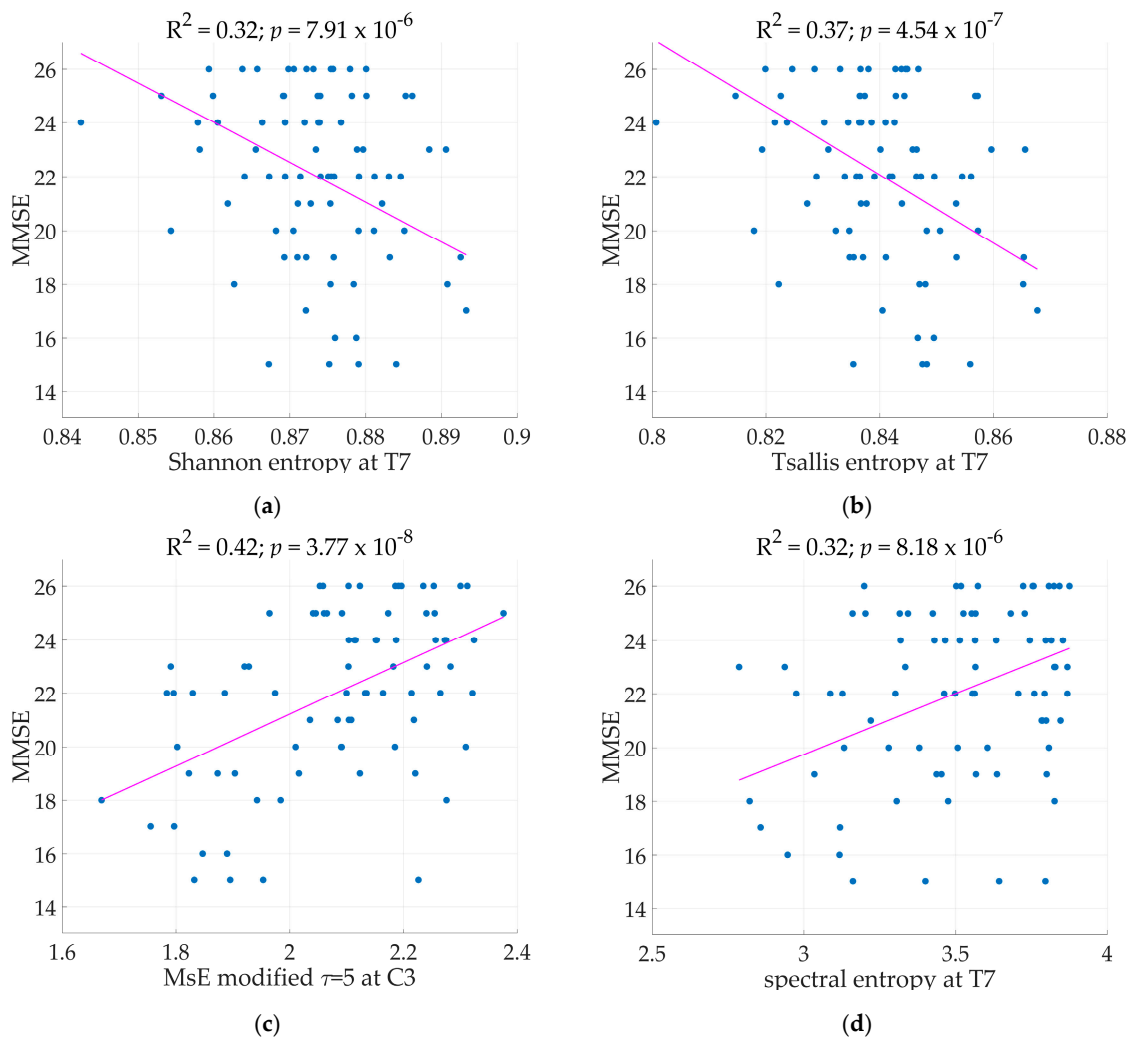 R² = 0.32; p = 7.91 x 10⁻⁶
MMSE
26
24
22
20
18
16
14
0.84 0.85 0.86 0.87 0.88 0.89 0.9
Shannon entropy at T7
(a)
R² = 0.37; p = 4.54 x 10⁻⁷
MMSE
26
24
22
20
18
16
14
0.8 0.82 0.84 0.86 0.88
Tsallis entropy at T7
(b)
R² = 0.42; p = 3.77 x 10⁻⁸
MMSE
26
24
22
20
18
16
14
1.6 1.8 2 2.2 2.4
MsE modified τ=5 at C3
(c)
R² = 0.32; p = 8.18 x 10⁻⁶
MMSE
26
24
22
20
18
16
14
2.5 3 3.5 4
spectral entropy at T7
(d)